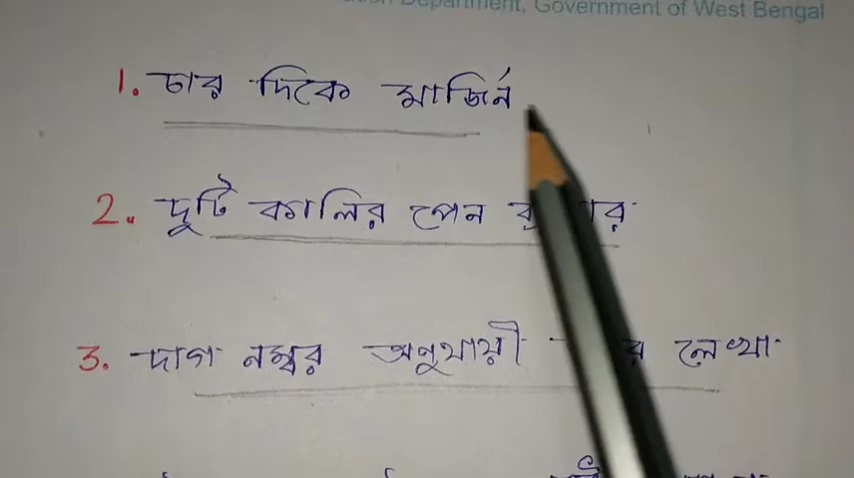 Department, Government of West Bengal
1. চার দিকে মার্জিন
2. দুটি কালির পেন
3. দাগ নম্বর অনুযায়ী লেখা